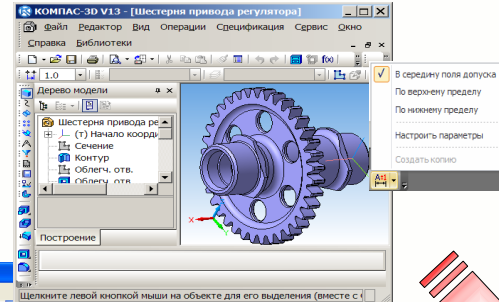 КОМПАС-3D V13 - [Шестерня привода регулятора]
Файл Редактор Вид Операции Спецификация Сервис Окно
Справка Библиотеки
f(x)
1.0
Дерево модели
Шестерня привода ре
(т) Начало коорди
Сечение
Контур
Облегч. отв.
Облегч. отв.
Построение
X
Y
Щелкните левой кнопкой мыши на объекте для его выделения (вместе с
В середину поля допуска
По верхнему пределу
По нижнему пределу
Настроить параметры
Создать копию